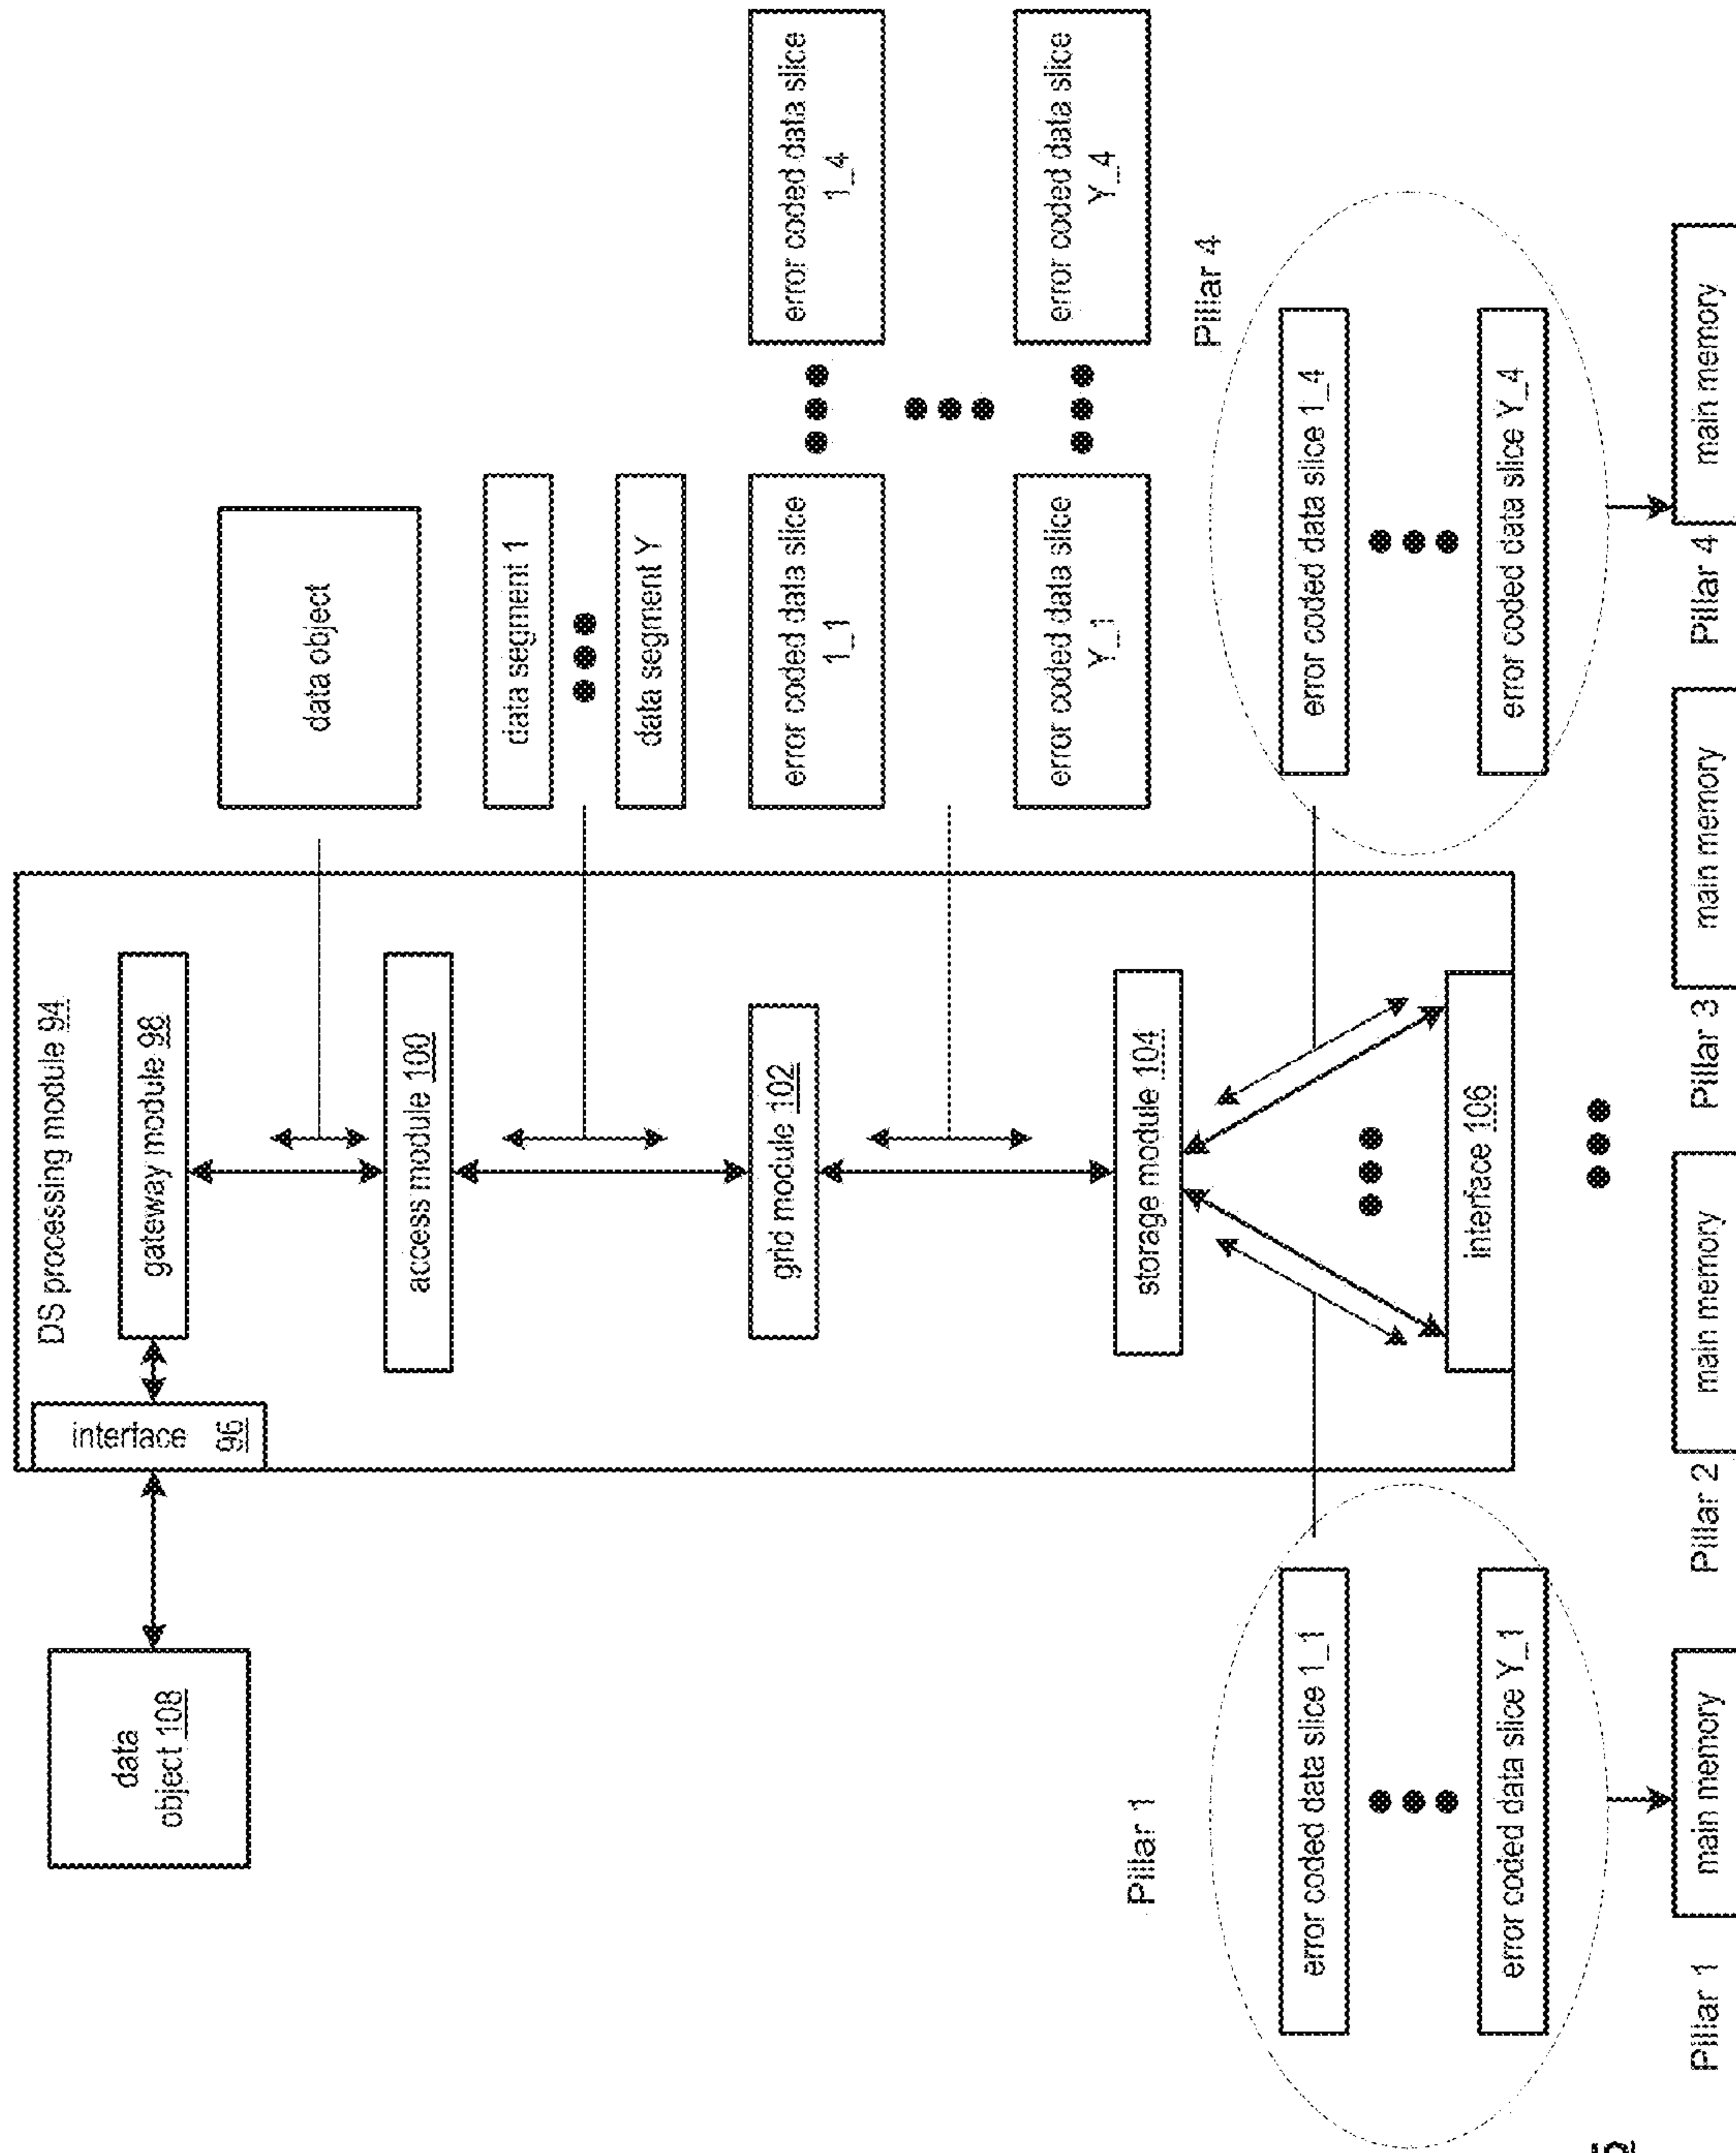 DS processing module 94
data
object 108
interface 96
gateway module 98
data object
access module 100
data segment 1
data segment Y
grid module 102
error coded data slice
1_1
error coded data slice
1_4
error coded data slice
Y_1
error coded data slice
Y_4
storage module 104
Pillar 1
error coded data slice 1_1
error coded data slice Y_1
Pillar 4
error coded data slice 1_4
error coded data slice Y_4
interface 106
Pillar 1
main memory
Pillar 2
main memory
Pillar 3
main memory
Pillar 4
main memory